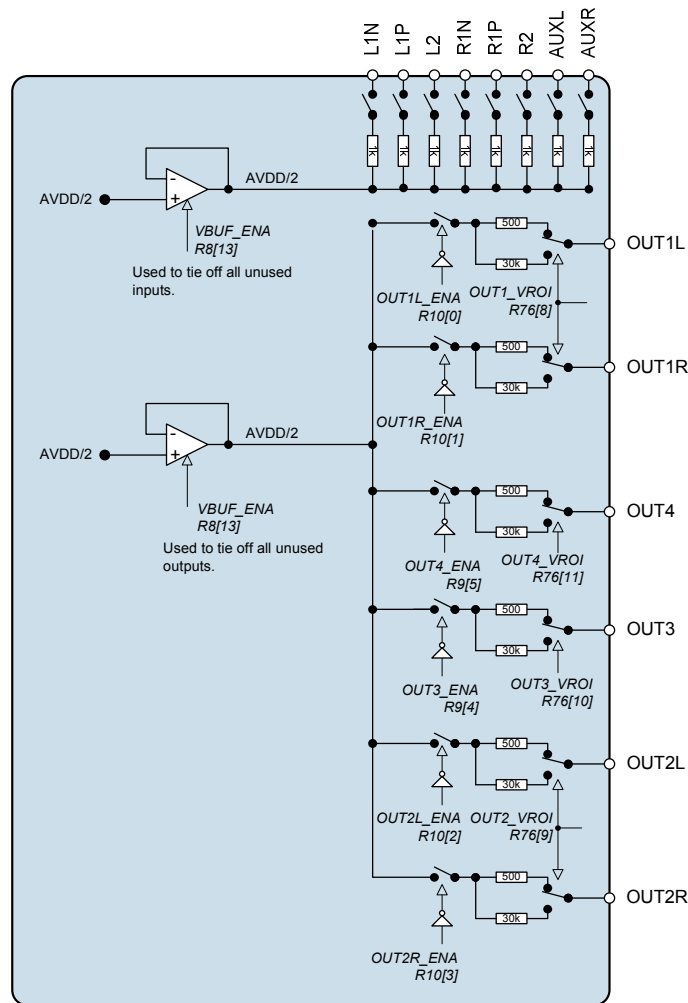 L1N
L1P
L2
R1N
R1P
R2
AUXL
AUXR
1k
1k
1k
1k
1k
1k
1k
1k
AVDD/2
-
+
AVDD/2
VBUF_ENA
R8[13]
Used to tie off all unused
inputs.
500
30k
OUT1L_ENA
R10[0]
OUT1_VROI
R76[8]
OUT1L
500
30k
OUT1R_ENA
R10[1]
OUT1R
AVDD/2
-
+
AVDD/2
VBUF_ENA
R8[13]
Used to tie off all unused
outputs.
500
30k
OUT4_ENA
R9[5]
OUT4_VROI
R76[11]
OUT4
500
30k
OUT3_ENA
R9[4]
OUT3_VROI
R76[10]
OUT3
500
30k
OUT2L_ENA
R10[2]
OUT2_VROI
R76[9]
OUT2L
500
30k
OUT2R_ENA
R10[3]
OUT2R